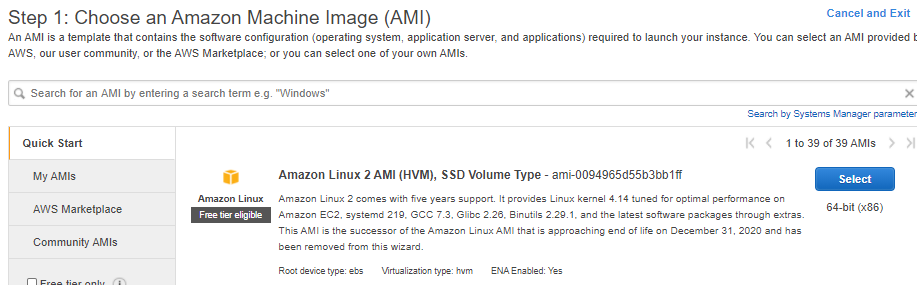 Step 1: Choose an Amazon Machine Image (AMI)
Cancel and Exit
An AMI is a template that contains the software configuration (operating system, application server, and applications) required to launch your instance. You can select an AMI provided
AWS, our user community, or the AWS Marketplace; or you can select one of your own AMIs.
Search for an AMI by entering a search term e.g. "Windows"
Search by Systems Manager parameter
Quick Start
1 to 39 of 39 AMIs
My AMIs
AWS Marketplace
Community AMIs
Free tier only
Amazon Linux
Free tier eligible
Amazon Linux 2 AMI (HVM), SSD Volume Type - ami-0094965d55b3bb1ff
Select
64-bit (x86)
Amazon Linux 2 comes with five years support. It provides Linux kernel 4.14 tuned for optimal performance on
Amazon EC2, systemd 219, GCC 7.3, Glibc 2.26, Binutils 2.29.1, and the latest software packages through extras.
This AMI is the successor of the Amazon Linux AMI that is approaching end of life on December 31, 2020 and has
been removed from this wizard.
Root device type: ebs Virtualization type: hvm ENA Enabled: Yes